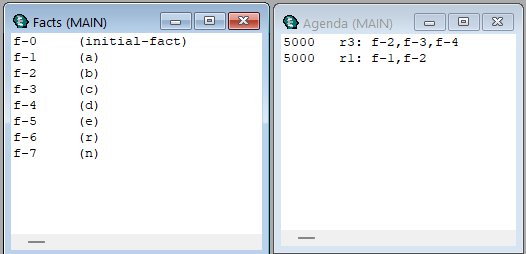 Facts (MAIN)
f-0 (initial-fact)
f-1 (a)
f-2 (b)
f-3 (c)
f-4 (d)
f-5 (e)
f-6 (r)
f-7 (n)
Agenda (MAIN)
5000 r3: f-2,f-3,f-4
5000 r1: f-1,f-2